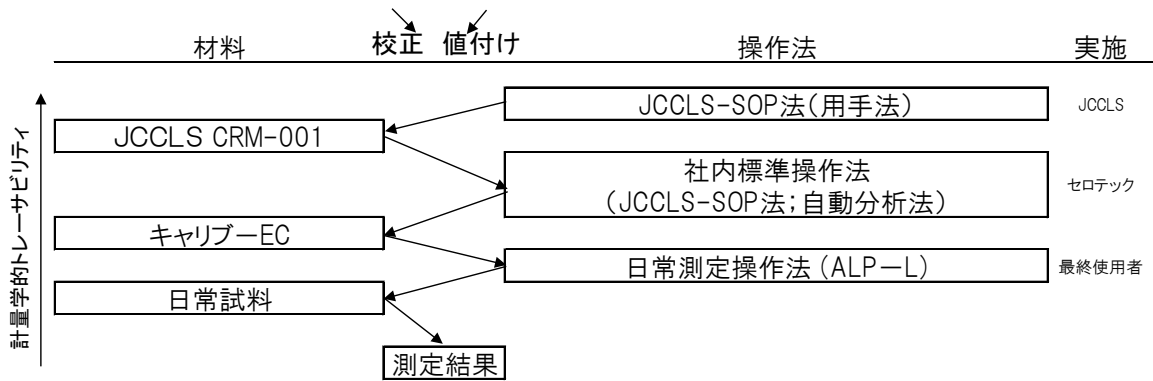 材料 校正 値付け 操作法 実施
JCCLS-SOP法(用手法) JCCLS
JCCLS CRM-001
社内標準操作法
(JCCLS-SOP法;自動分析法) セロテック
キャリブーEC
日常測定操作法 (ALP-L) 最終使用者
日常試料
測定結果
計量学的トレーサビリティ